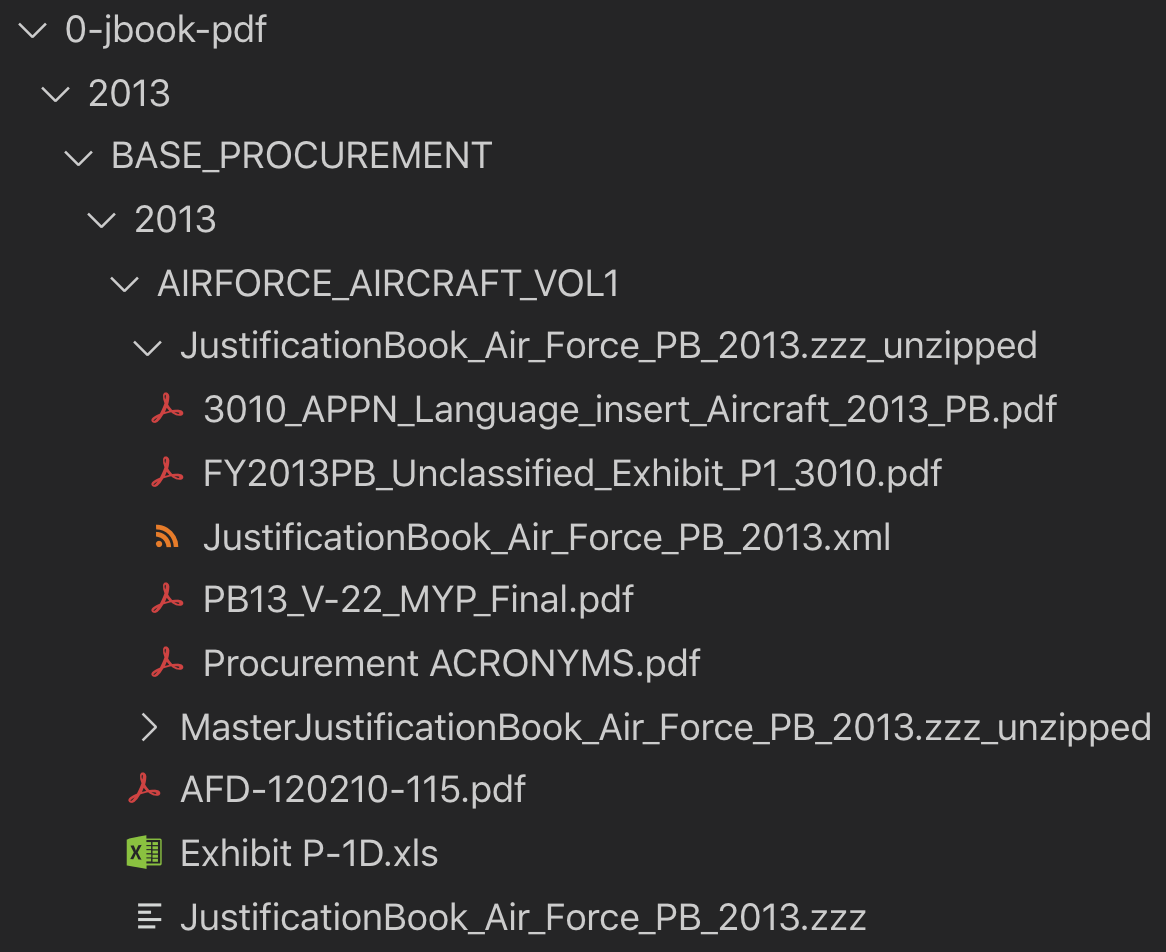 0-jbook-pdf
2013
BASE_PROCUREMENT
2013
AIRFORCE_AIRCRAFT_VOL1
JustificationBook_Air_Force_PB_2013.zzz_unzipped
3010_APPN_Language_insert_Aircraft_2013_PB.pdf
FY2013PB_Unclassified_Exhibit_P1_3010.pdf
JustificationBook_Air_Force_PB_2013.xml
PB13_V-22_MYP_Final.pdf
Procurement ACRONYMS.pdf
MasterJustificationBook_Air_Force_PB_2013.zzz_unzipped
AFD-120210-115.pdf
Exhibit P-1D.xls
JustificationBook_Air_Force_PB_2013.zzz